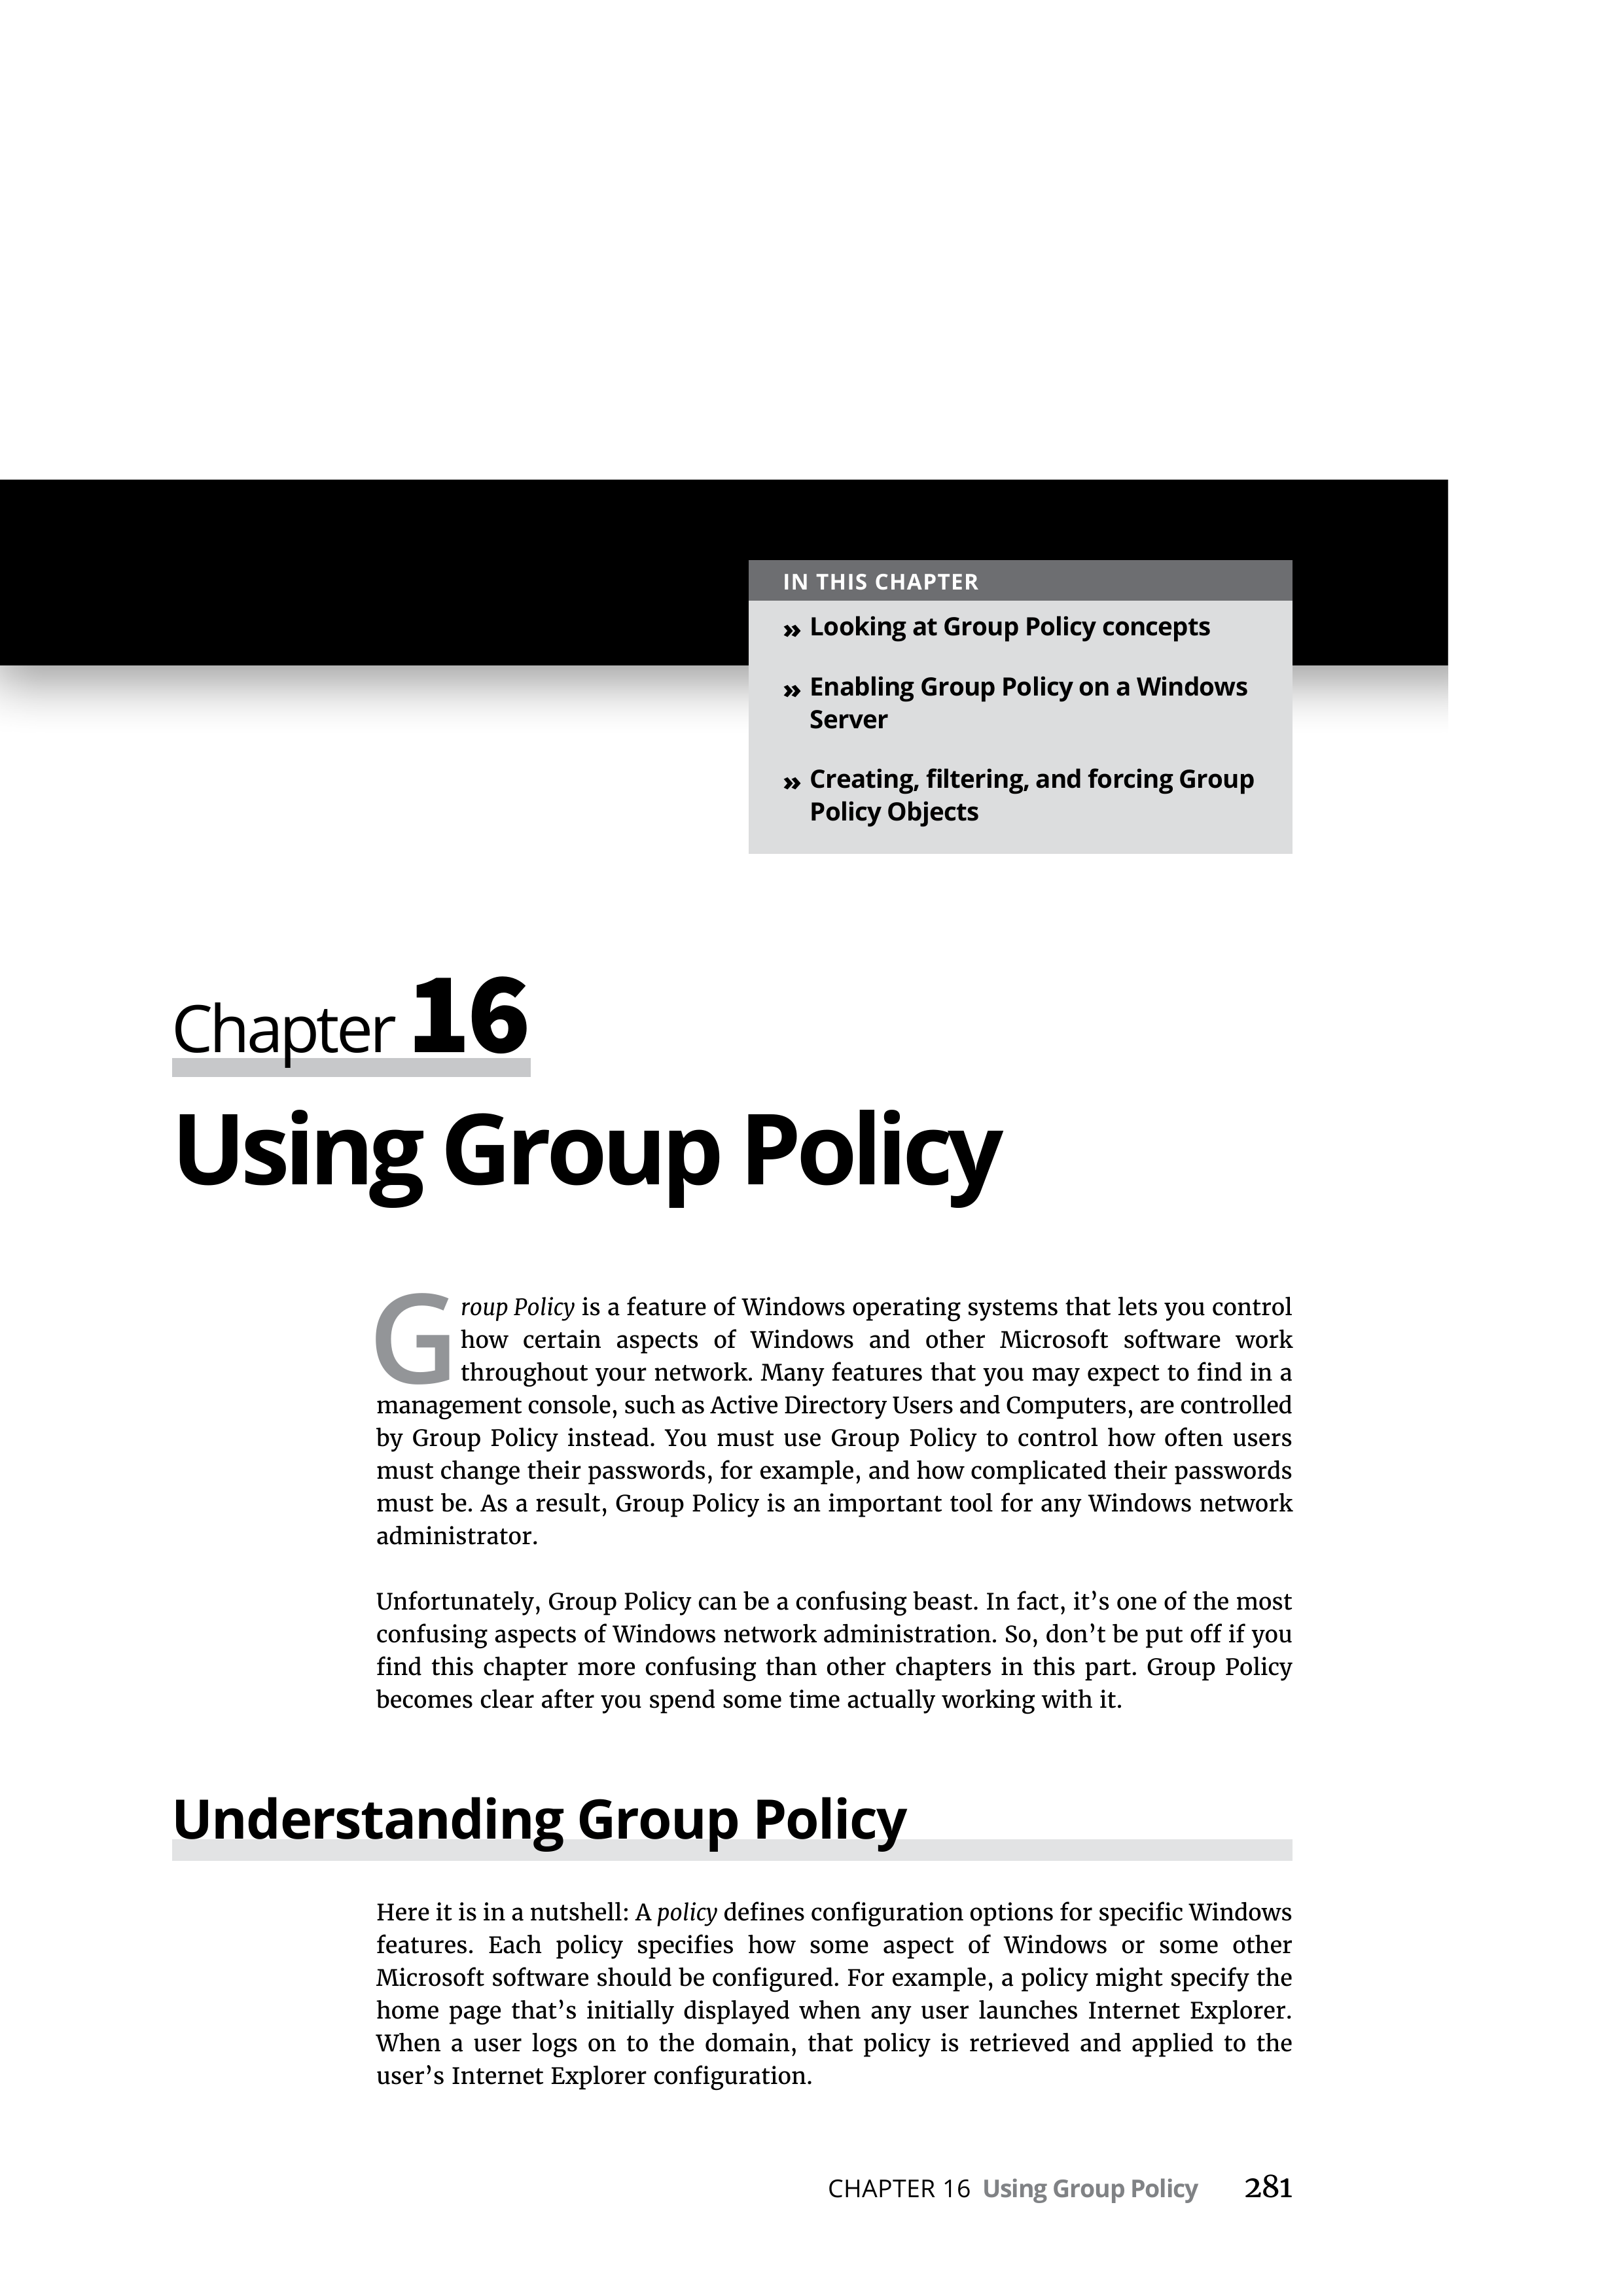 IN THIS CHAPTER
» Looking at Group Policy concepts
» Enabling Group Policy on a Windows
Server
» Creating, filtering, and forcing Group
Policy Objects
Chapter 16
Using Group Policy
Group Policy is a feature of Windows operating systems that lets you control
how certain aspects of Windows and other Microsoft software work
throughout your network. Many features that you may expect to find in a
management console, such as Active Directory Users and Computers, are controlled
by Group Policy instead. You must use Group Policy to control how often users
must change their passwords, for example, and how complicated their passwords
must be. As a result, Group Policy is an important tool for any Windows network
administrator.
Unfortunately, Group Policy can be a confusing beast. In fact, it’s one of the most
confusing aspects of Windows network administration. So, don’t be put off if you
find this chapter more confusing than other chapters in this part. Group Policy
becomes clear after you spend some time actually working with it.
Understanding Group Policy
Here it is in a nutshell: A policy defines configuration options for specific Windows
features. Each policy specifies how some aspect of Windows or some other
Microsoft software should be configured. For example, a policy might specify the
home page that’s initially displayed when any user launches Internet Explorer.
When a user logs on to the domain, that policy is retrieved and applied to the
user’s Internet Explorer configuration.
CHAPTER 16 Using Group Policy 281